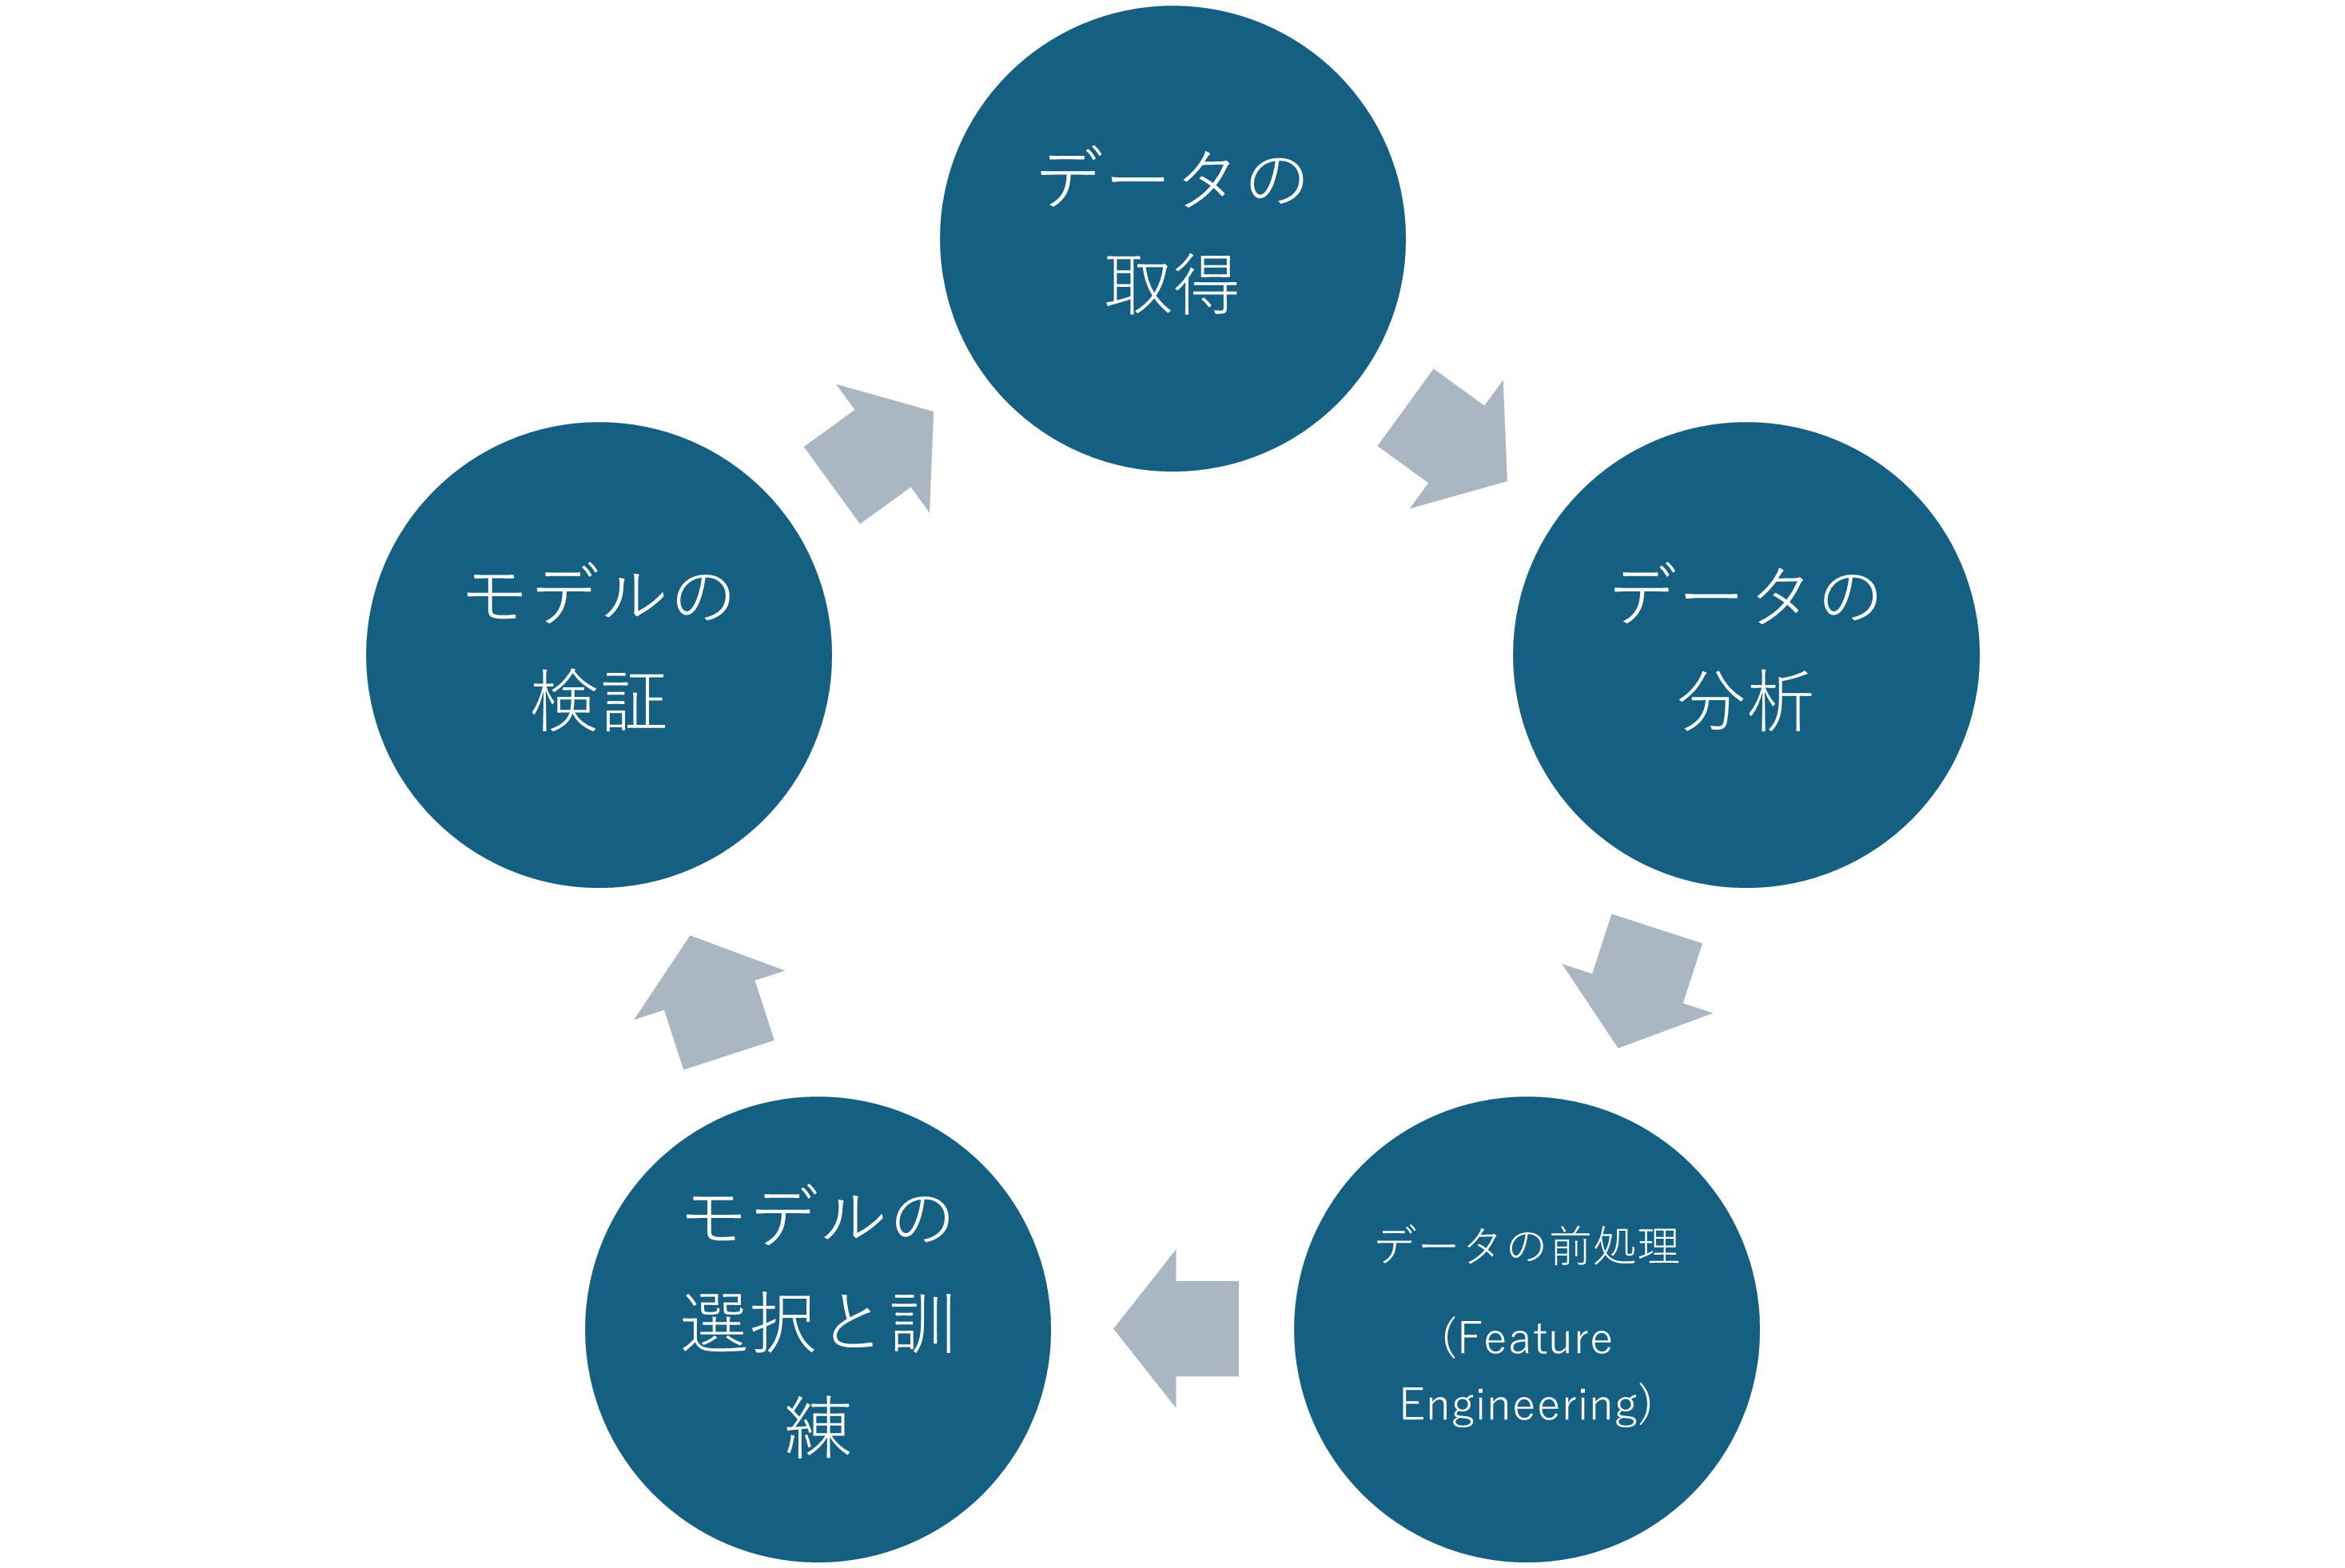 データの
取得
データの
分析
データの前処理
（Feature
Engineering）
モデルの
選択と訓
練
モデルの
検証